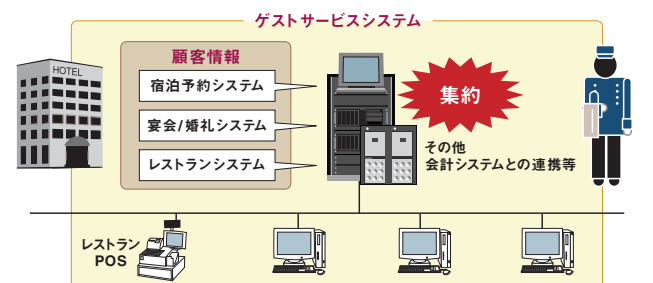 ゲストサービスシステム
HOTEL
顧客情報
宿泊予約システム
宴会/婚礼システム
レストランシステム
集約
その他
会計システムとの連携等
レストラン
POS